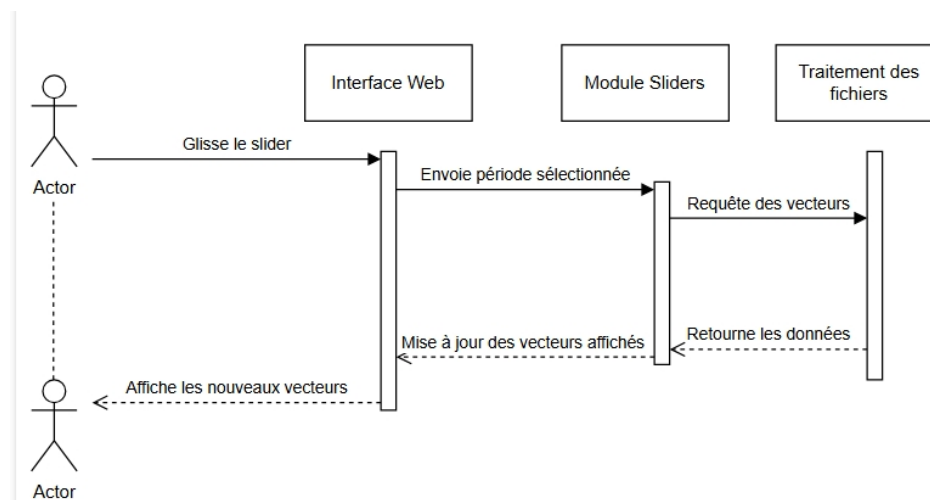 Interface Web
Module Sliders
Traitement des
fichiers
Glisse le slider
Actor
Envoie période sélectionnée
Requête des vecteurs
Retourne les données
Mise à jour des vecteurs affichés
Affiche les nouveaux vecteurs
Actor